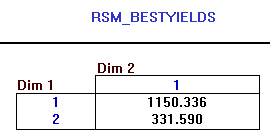 RSM_BESTYIELDS
Dim 2
Dim 1 1
1 1150.336
2 331.590